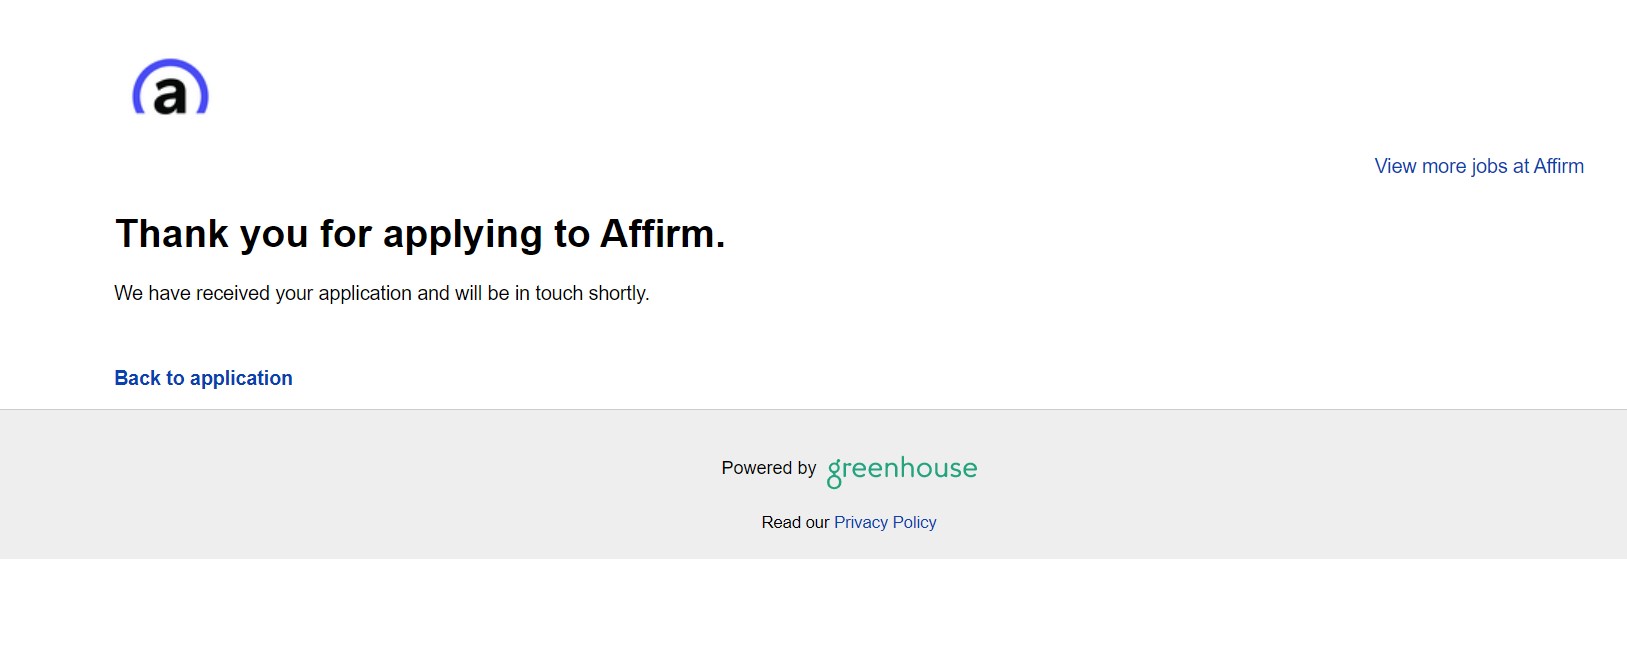 a
View more jobs at Affirm
Thank you for applying to Affirm.
We have received your application and will be in touch shortly.
Back to application
Powered by greenhouse
Read our Privacy Policy